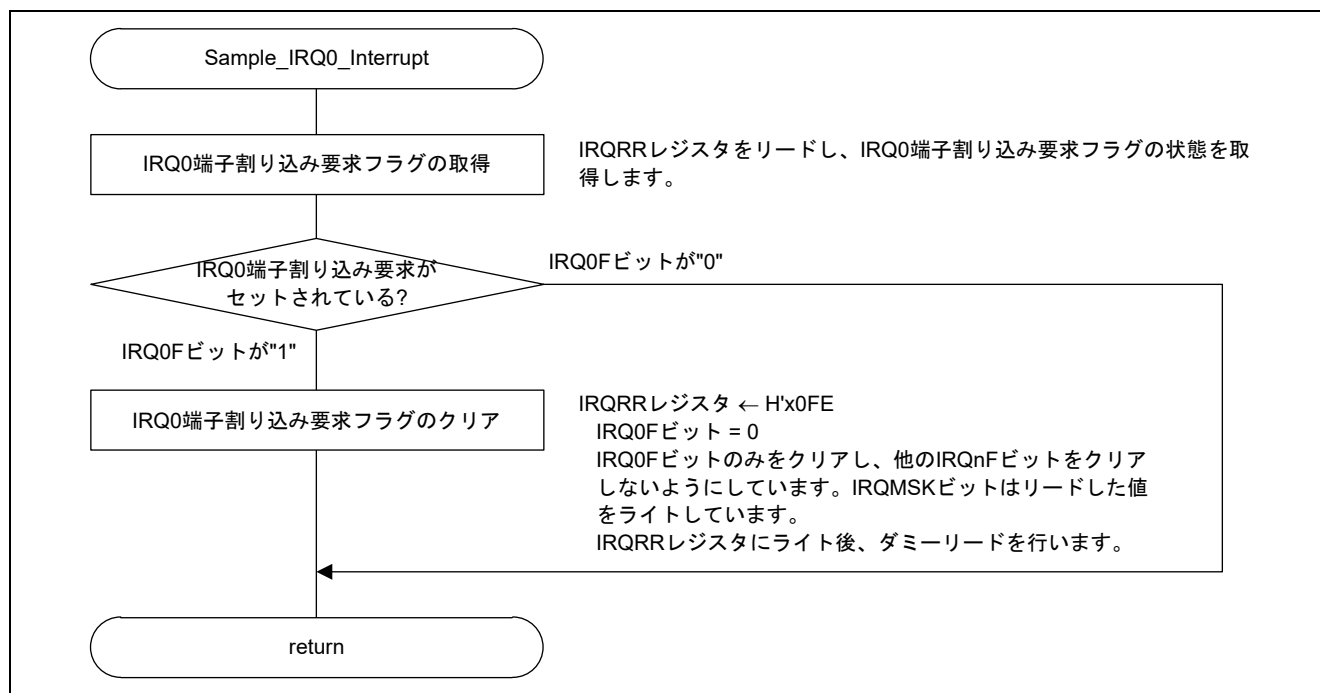 Sample_IRQ0_Interrupt
IRQ0端子割り込み要求フラグの取得
IRQRRレジスタをリードし、IRQ0端子割り込み要求フラグの状態を取
得します。
IRQ0端子割り込み要求が
セットされている?
IRQ0Fビットが"0"
IRQ0Fビットが"1"
IRQ0端子割り込み要求フラグのクリア
IRQRRレジスタ ← H'x0FE
IRQ0Fビット = 0
IRQ0Fビットのみをクリアし、他のIRQnFビットをクリア
しないようにしています。IRQMSKビットはリードした値
をライトしています。
IRQRRレジスタにライト後、ダミーリードを行います。
return